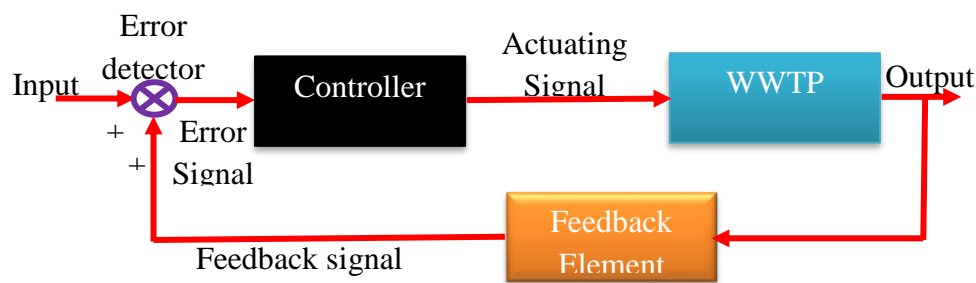 Error
detector
Input
+
+
Error
Signal
Controller
Actuating
Signal
WWTP
Output
Feedback
Element
Feedback signal